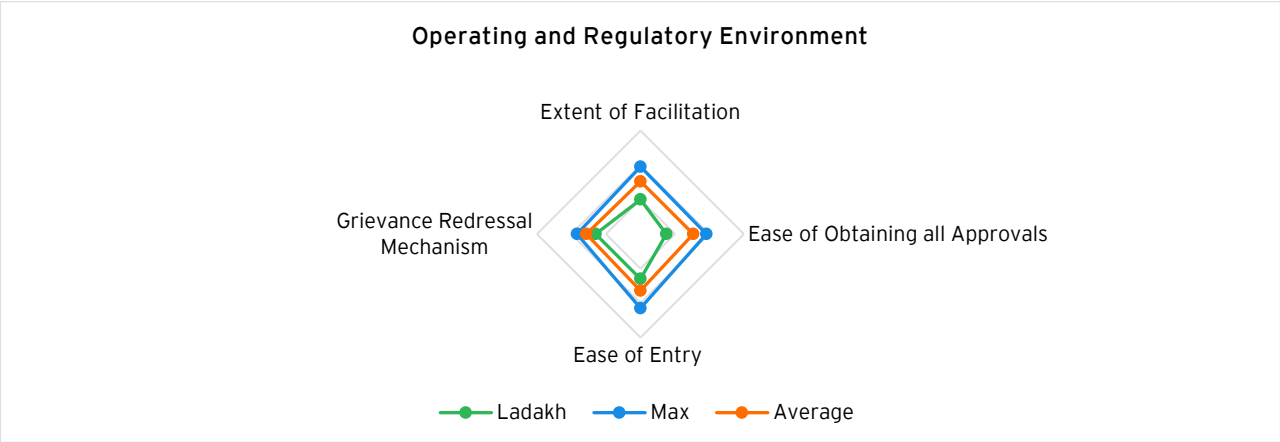 Operating and Regulatory Environment
Extent of Facilitation
Grievance Redressal
Mechanism
Ease of Obtaining all Approvals
Ease of Entry
Ladakh
Max
Average